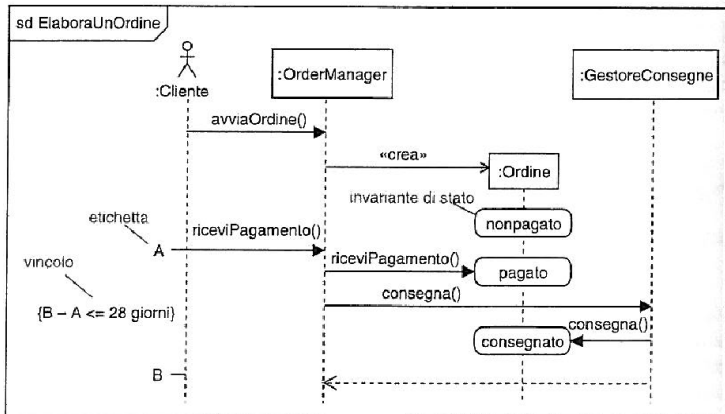 sd ElaboraUnOrdine
:Cliente
:OrderManager
:GestoreConsegne
avviaOrdine()
«crea»
:Ordine
invariante di stato
nonpagato
etichetta
A
riceviPagamento()
riceviPagamento()
pagato
vincolo
consegna()
{B – A <= 28 giorni}
consegna()
consegnato
B